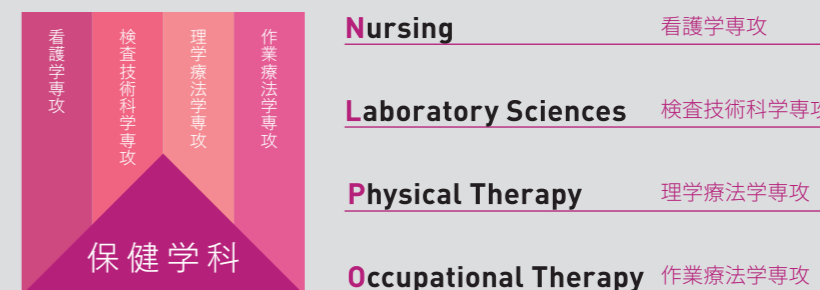 看護学専攻
検査技術科学専攻
理学療法学専攻
作業療法学専攻
保健学科
Nursing 看護学専攻
Laboratory Sciences 検査技術科学専攻
Physical Therapy 理学療法学専攻
Occupational Therapy 作業療法学専攻